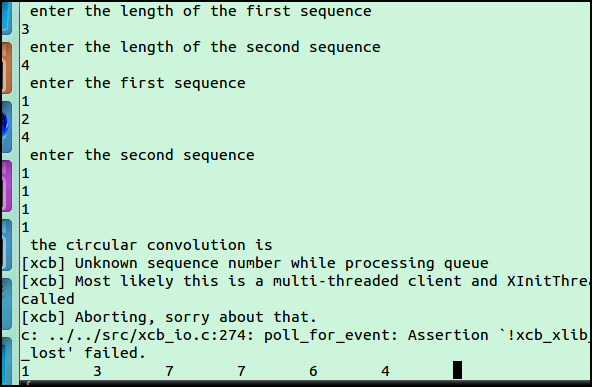 enter the length of the first sequence
3
enter the length of the second sequence
4
enter the first sequence
1
2
4
enter the second sequence
1
1
1
1
the circular convolution is
[xcb] Unknown sequence number while processing queue
[xcb] Most likely this is a multi-threaded client and XInitThrea
called
[xcb] Aborting, sorry about that.
c: ../../src/xcb_io.c:274: poll_for_event: Assertion `!xcb_xlib_
_lost' failed.
1 3 7 7 6 4